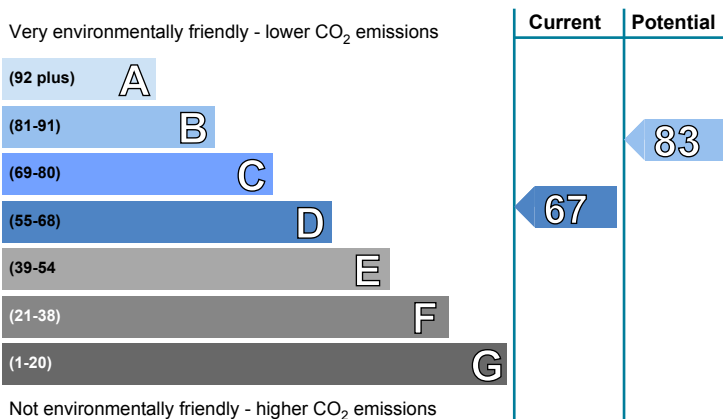 Very environmentally friendly - lower CO2 emissions
Current
Potential
(92 plus) A
(81-91) B
83
(69-80) C
(55-68) D
67
(39-54 E
(21-38) F
(1-20) G
Not environmentally friendly - higher CO2 emissions